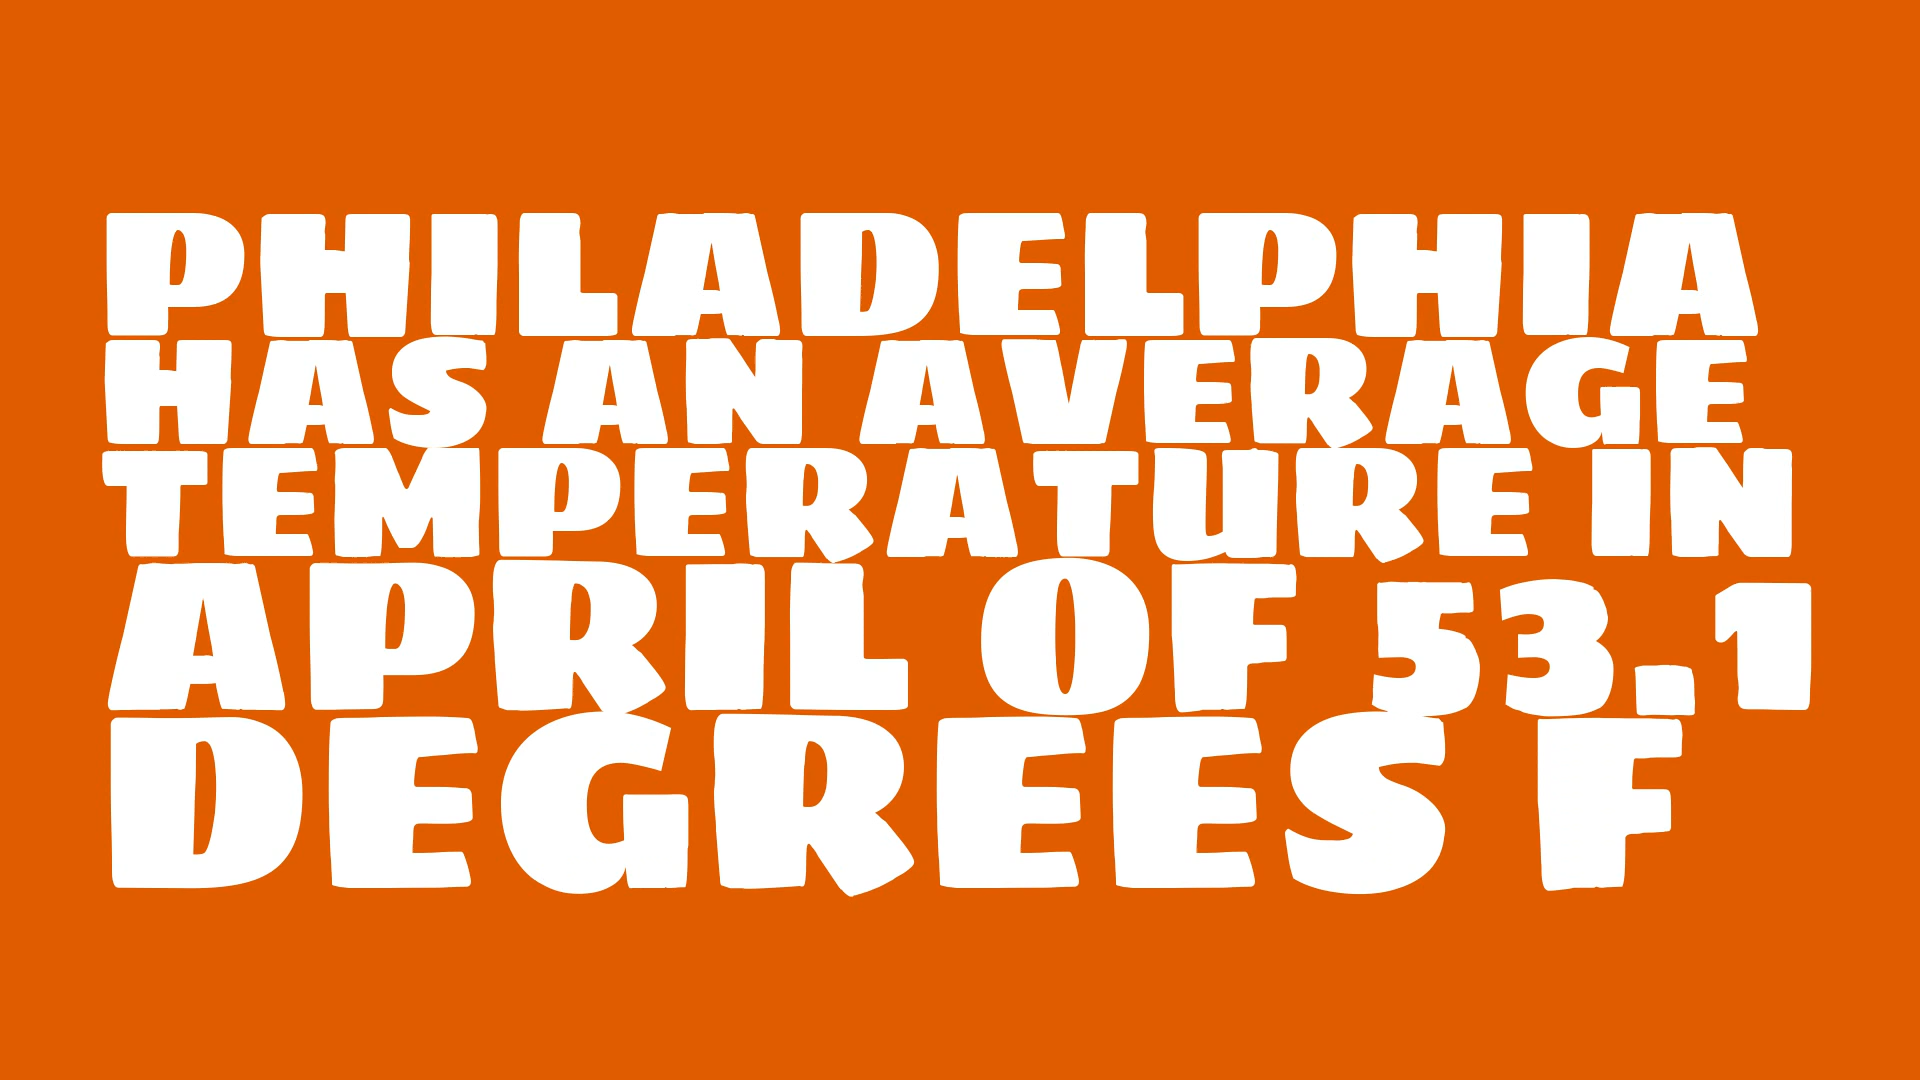 PHILADELPHIA
HAS AN AVERAGE
TEMPERATURE IN
APRIL OF 53.1
DEGREES F